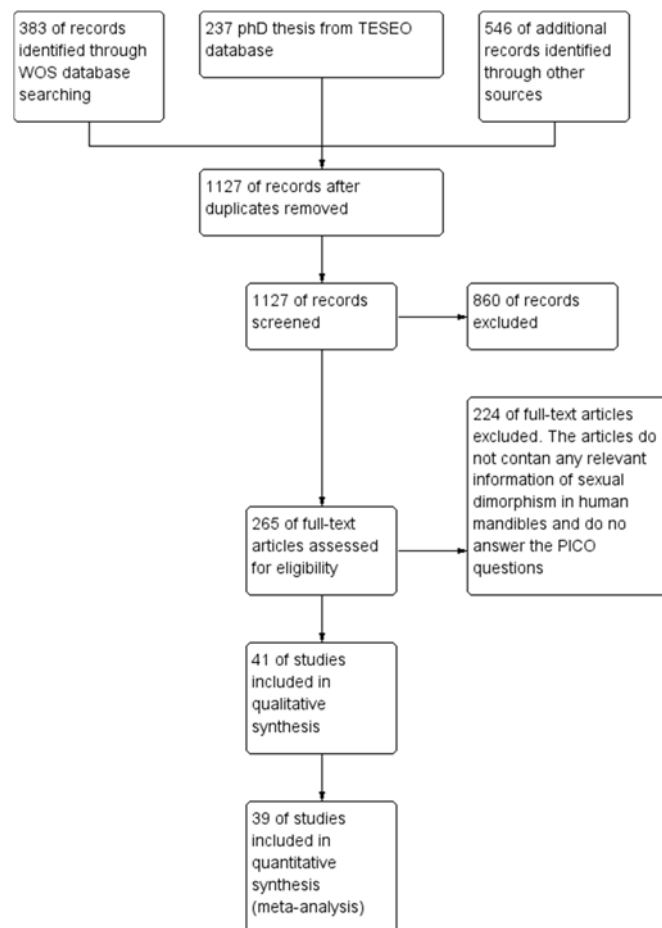 383 of records
identified through
WOS database
searching
237 phD thesis from TESEO
database
546 of additional
records identified
through other
sources
1127 of records after
duplicates removed
1127 of records
screened
860 of records
excluded
224 of full-text articles
excluded. The articles do
not contan any relevant
information of sexual
dimorphism in human
mandibles and do no
answer the PICO
questions
265 of full-text
articles assessed
for eligibility
41 of studies
included in
qualitative
synthesis
39 of studies
included in
quantitative
synthesis
(meta-analysis)